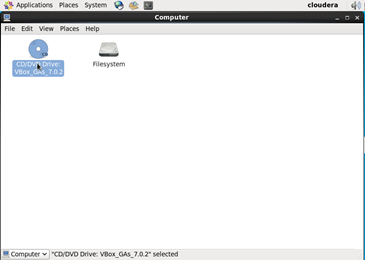 Applications Places System cloudera
Computer
File Edit View Places Help
CD
CD/DVD Drive:
VBox_GAs_7.0.2
Filesystem
Computer "CD/DVD Drive: VBox_GAs_7.0.2" selected